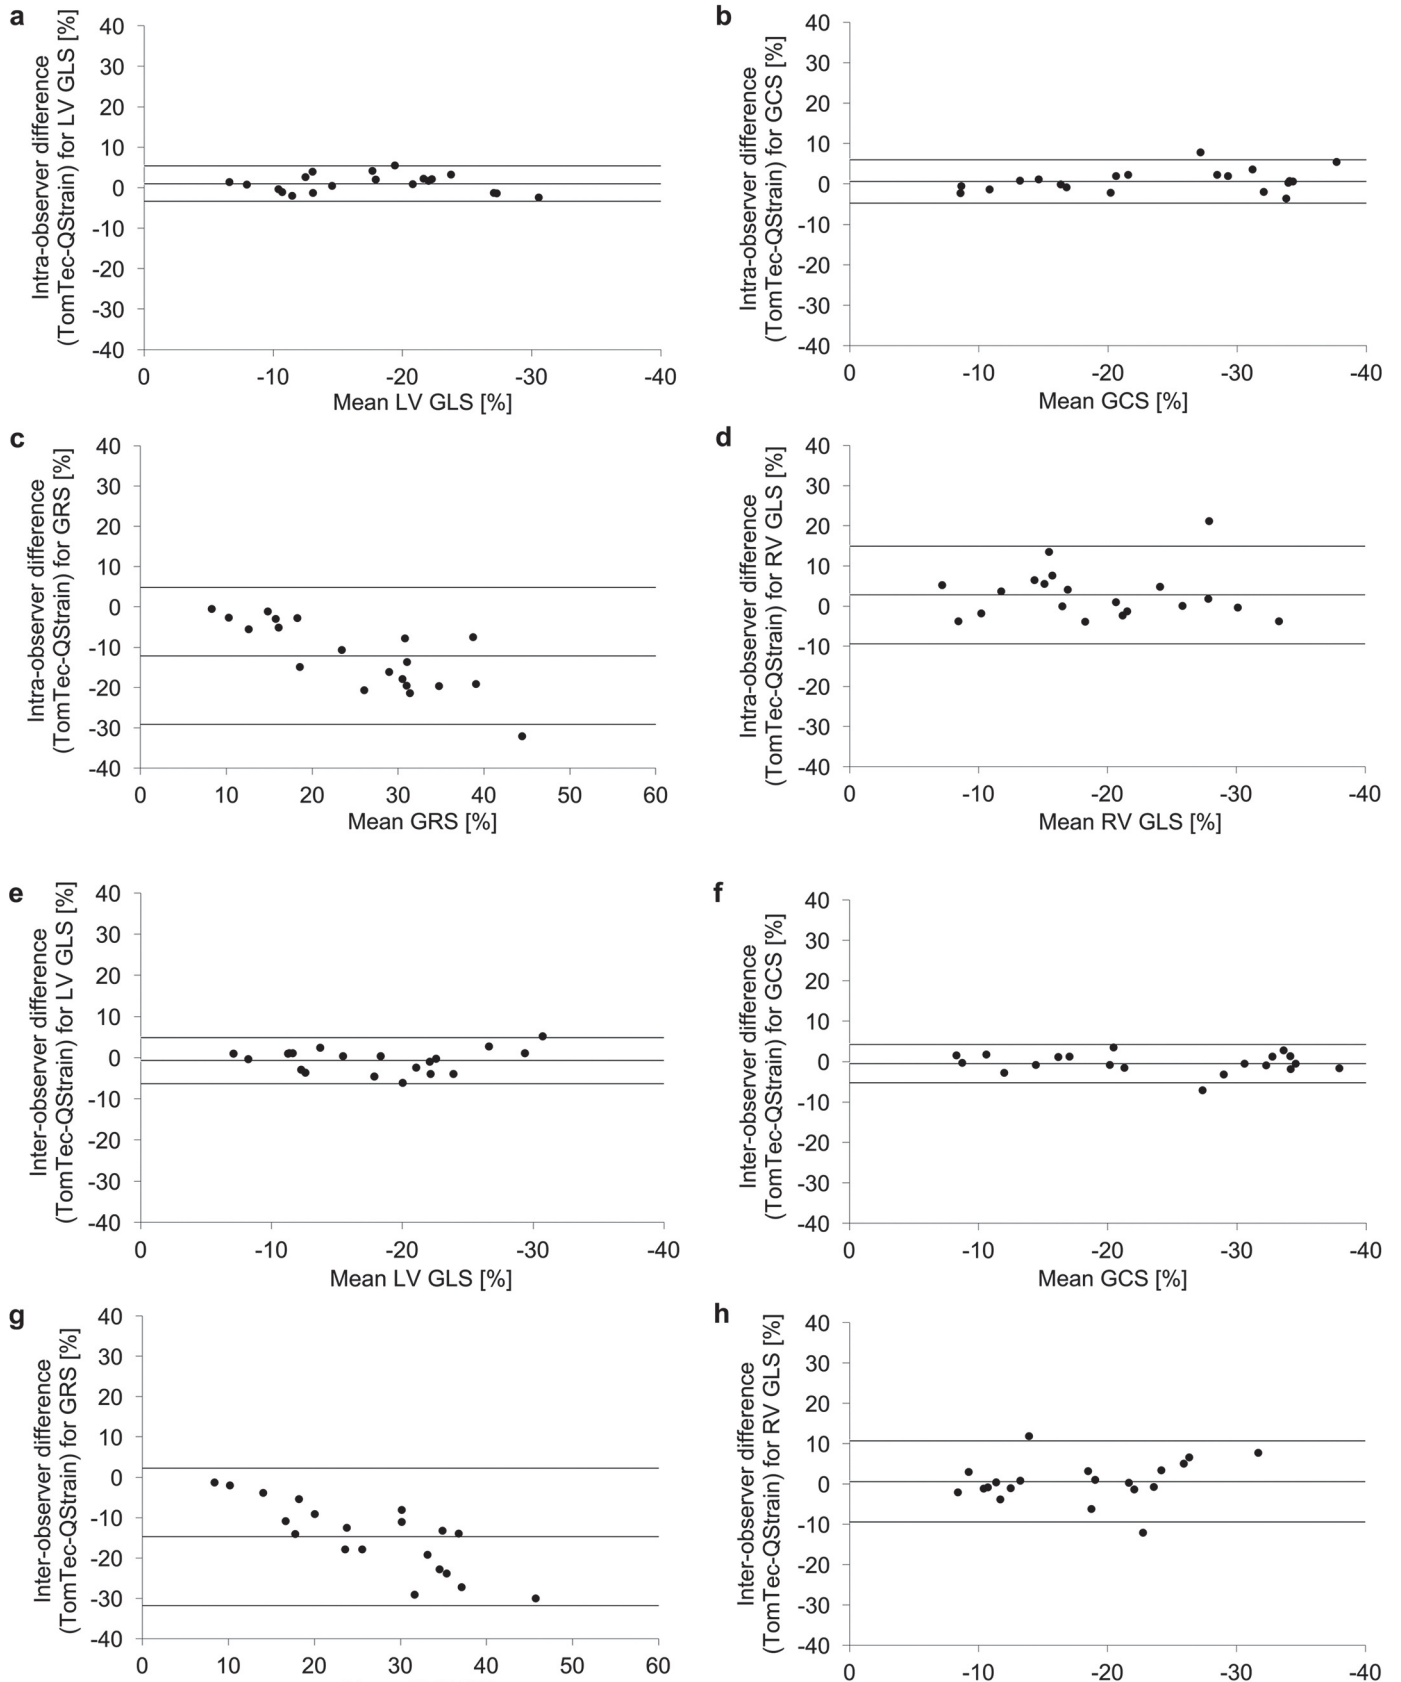 a
Intra-observer difference
(TomTec-QStrain) for LV GLS [%]
40
30
20
10
0
-10
-20
-30
-40
0 -10 -20 -30 -40
Mean LV GLS [%]
b
Intra-observer difference
(TomTec-QStrain) for GCS [%]
40
30
20
10
0
-10
-20
-30
-40
0 -10 -20 -30 -40
Mean GCS [%]
c
Intra-observer difference
(TomTec-QStrain) for GRS [%]
40
30
20
10
0
-10
-20
-30
-40
0 10 20 30 40 50 60
Mean GRS [%]
d
Intra-observer difference
(TomTec-QStrain) for RV GLS [%]
40
30
20
10
0
-10
-20
-30
-40
0 -10 -20 -30 -40
Mean RV GLS [%]
e
Inter-observer difference
(TomTec-QStrain) for LV GLS [%]
40
30
20
10
0
-10
-20
-30
-40
0 -10 -20 -30 -40
Mean LV GLS [%]
f
Inter-observer difference
(TomTec-QStrain) for GCS [%]
40
30
20
10
0
-10
-20
-30
-40
0 -10 -20 -30 -40
Mean GCS [%]
g
Inter-observer difference
(TomTec-QStrain) for GRS [%]
40
30
20
10
0
-10
-20
-30
-40
0 10 20 30 40 50 60
h
Inter-observer difference
(TomTec-QStrain) for RV GLS [%]
40
30
20
10
0
-10
-20
-30
-40
0 -10 -20 -30 -40